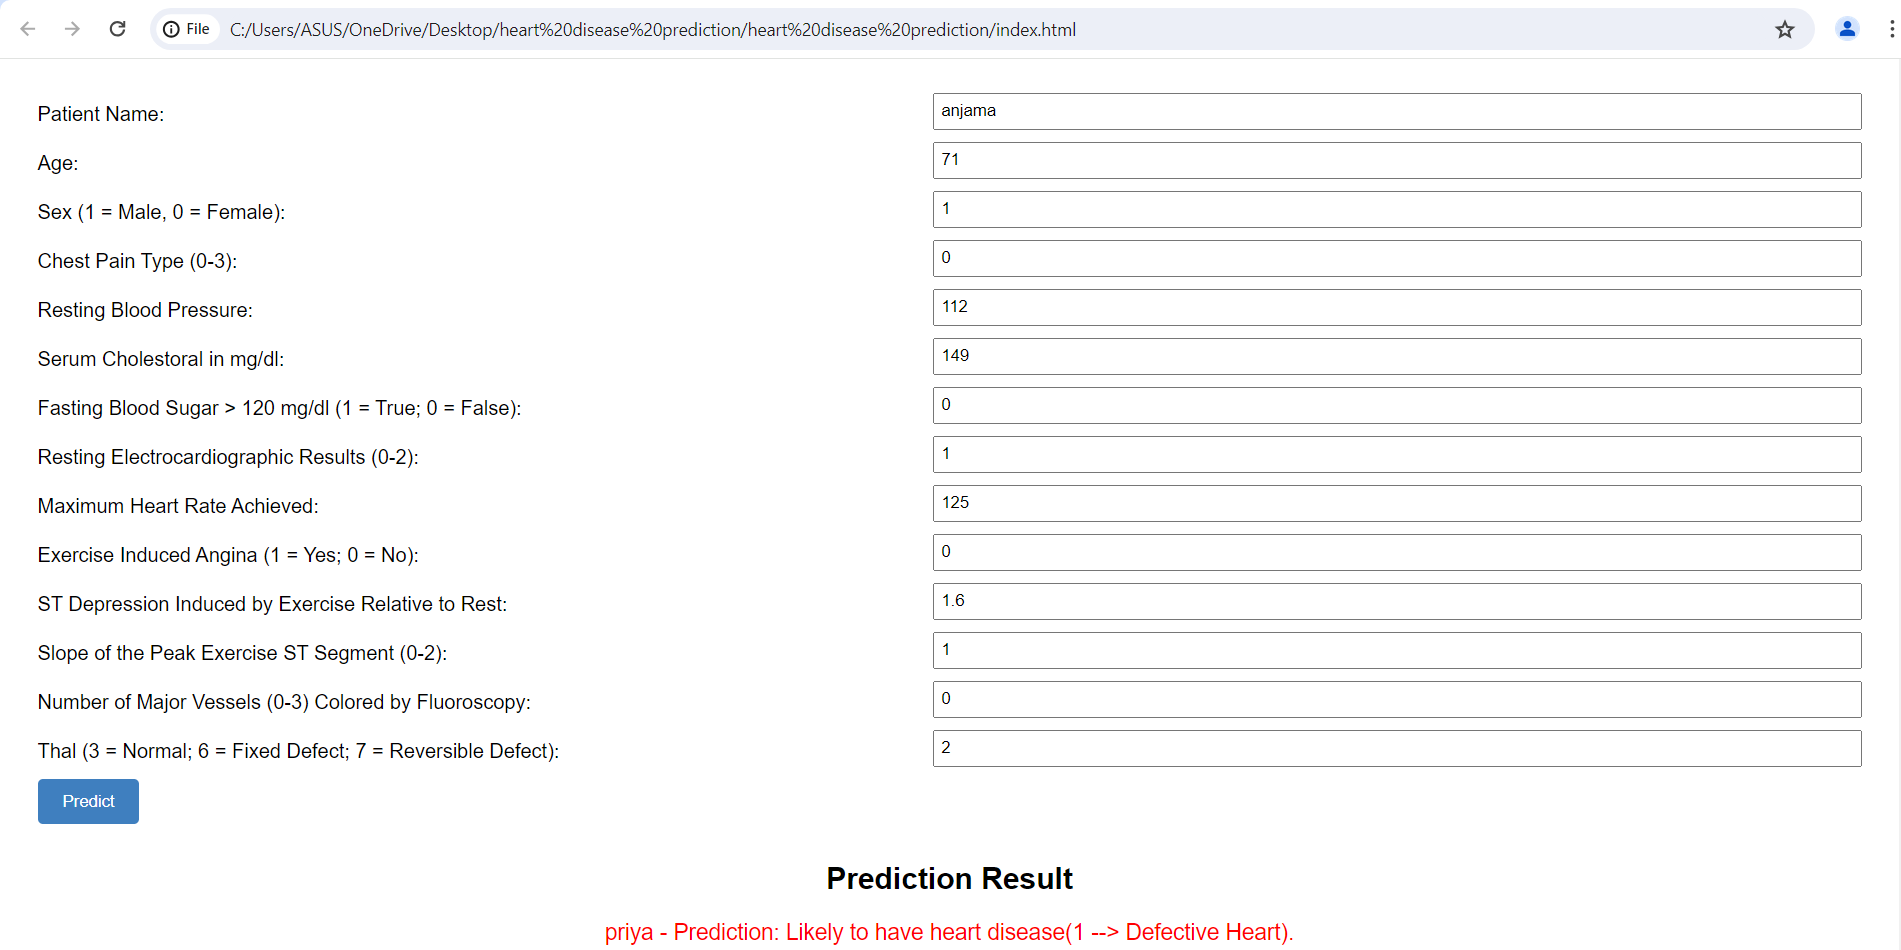 File C:/Users/ASUS/OneDrive/Desktop/heart%20disease%20prediction/heart%20disease%20prediction/index.html
Patient Name: anjama
Age: 71
Sex (1 = Male, 0 = Female): 1
Chest Pain Type (0-3): 0
Resting Blood Pressure: 112
Serum Cholestoral in mg/dl: 149
Fasting Blood Sugar > 120 mg/dl (1 = True; 0 = False): 0
Resting Electrocardiographic Results (0-2): 1
Maximum Heart Rate Achieved: 125
Exercise Induced Angina (1 = Yes; 0 = No): 0
ST Depression Induced by Exercise Relative to Rest: 1.6
Slope of the Peak Exercise ST Segment (0-2): 1
Number of Major Vessels (0-3) Colored by Fluoroscopy: 0
Thal (3 = Normal; 6 = Fixed Defect; 7 = Reversible Defect): 2
Predict
Prediction Result
priya - Prediction: Likely to have heart disease(1 --> Defective Heart).